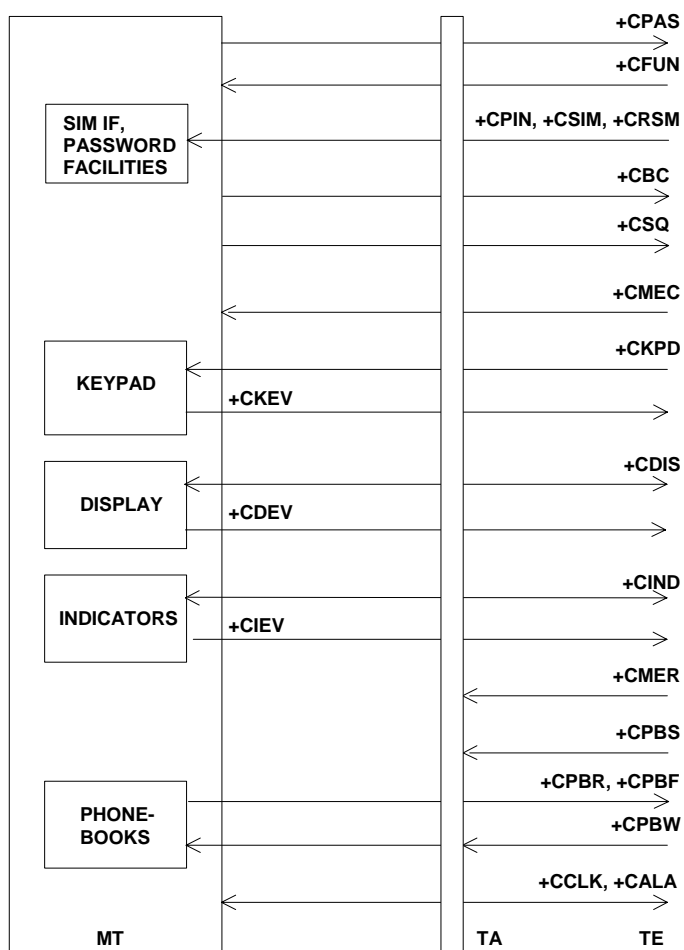 +CPAS
+CFUN
SIM IF,
PASSWORD
FACILITIES
+CPIN, +CSIM, +CRSM
+CBC
+CSQ
+CMEC
+CKPD
KEYPAD
+CKEV
+CDIS
DISPLAY
+CDEV
+CIND
INDICATORS
+CIEV
+CMER
+CPBS
+CPBR, +CPBF
PHONE-
BOOKS
+CPBW
+CCLK, +CALA
MT TA TE